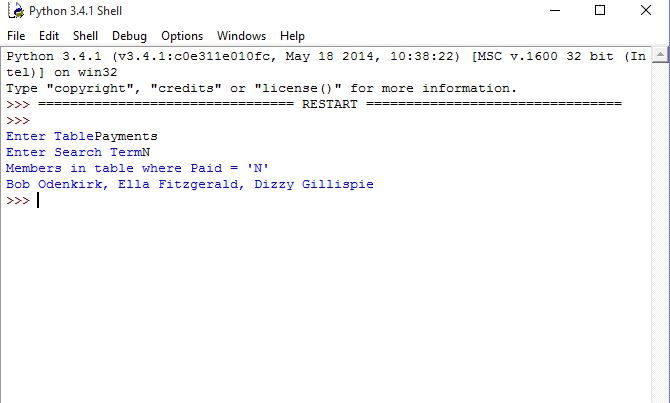 Python 3.4.1 Shell
File Edit Shell Debug Options Windows Help
Python 3.4.1 (v3.4.1:c0e311e010fc, May 18 2014, 10:38:22) [MSC v.1600 32 bit (In
tel)] on win32
Type "copyright", "credits" or "license()" for more information.
>>> ================================ RESTART ================================
>>>
Enter TablePayments
Enter Search TermN
Members in table where Paid = 'N'
Bob Odenkirk, Ella Fitzgerald, Dizzy Gillispie
>>>